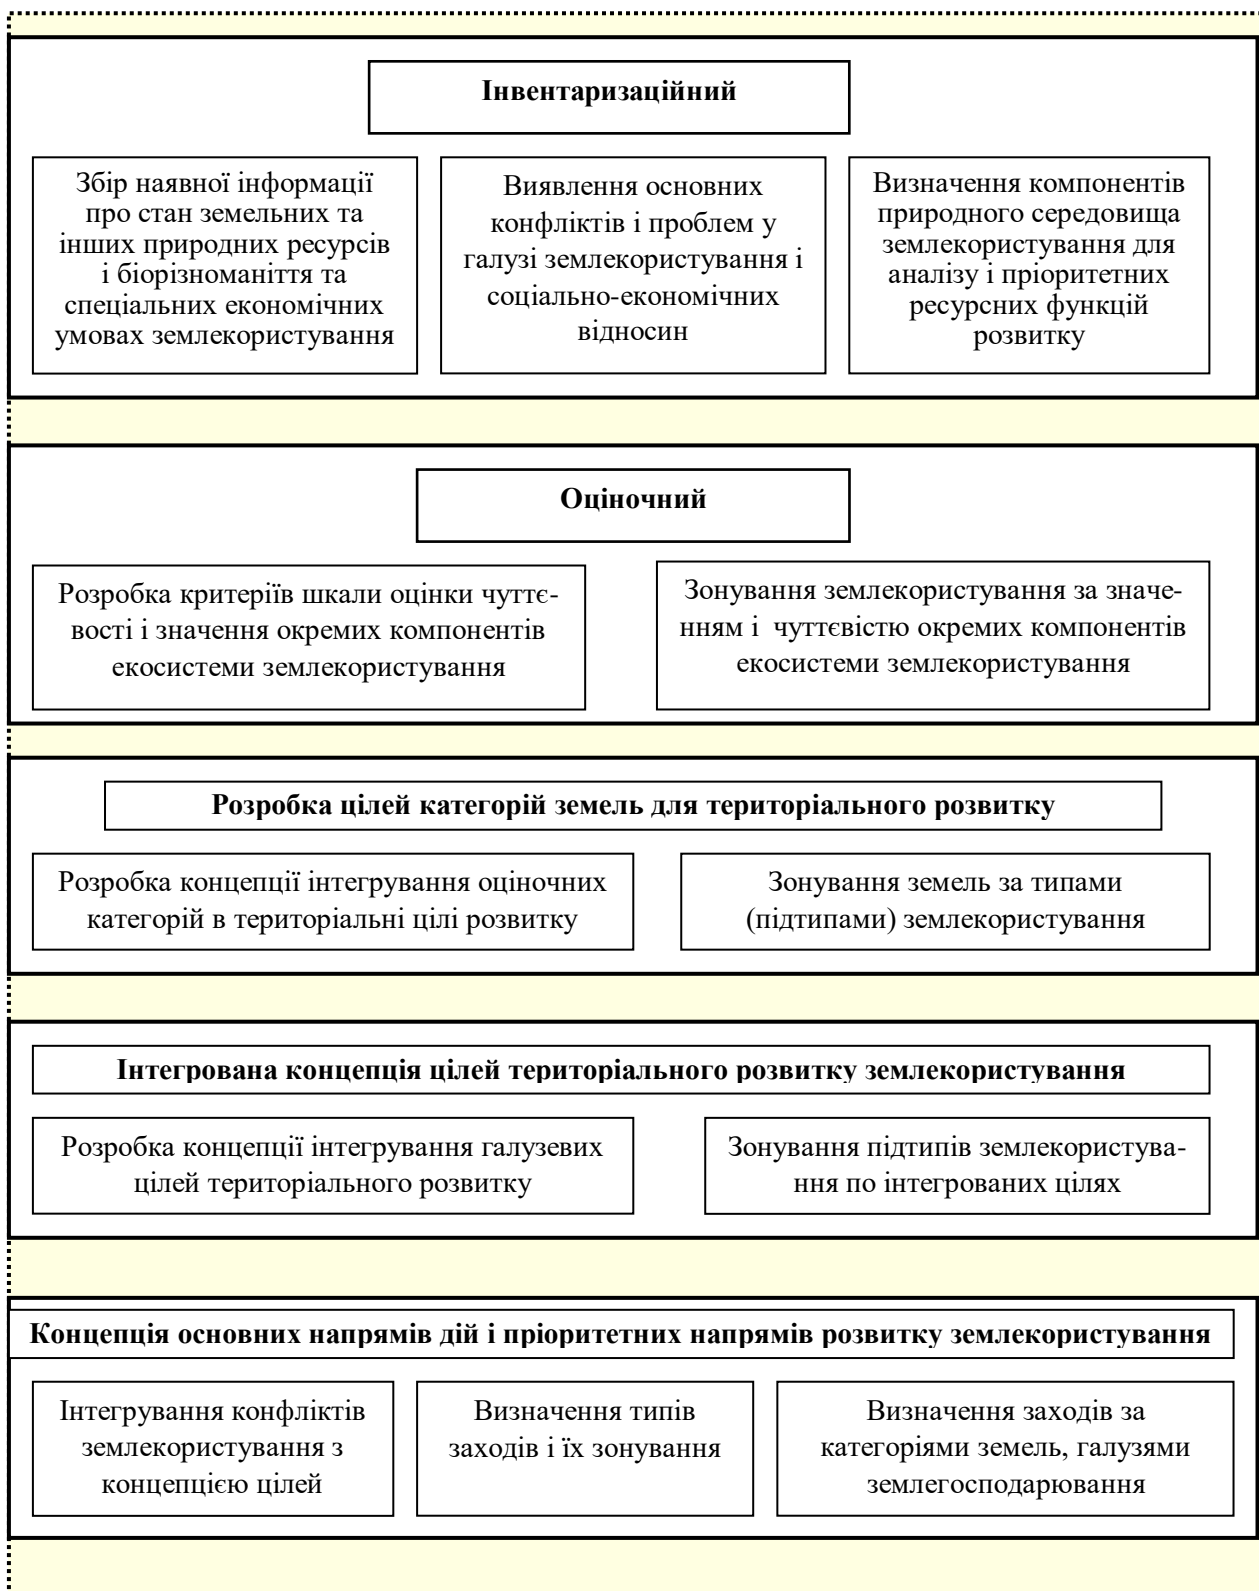 Інвентаризаційний
Збір наявної інформації
про стан земельних та
інших природних ресурсів
і біорізноманіття та
спеціальних економічних
умовах землекористування
Виявлення основних
конфліктів і проблем у
галузі землекористування і
соціально-економічних
відносин
Визначення компонентів
природного середовища
землекористування для
аналізу і пріоритетних
ресурсних функцій
розвитку
Оціночний
Розробка критеріїв шкали оцінки чуттє-
вості і значення окремих компонентів
екосистеми землекористування
Зонування землекористування за значе-
нням і чуттєвістю окремих компонентів
екосистеми землекористування
Розробка цілей категорій земель для територіального розвитку
Розробка концепції інтегрування оціночних
категорій в територіальні цілі розвитку
Зонування земель за типами
(підтипами) землекористування
Інтегрована концепція цілей територіального розвитку землекористування
Розробка концепції інтегрування галузевих
цілей територіального розвитку
Зонування підтипів землекористува-
ння по інтегрованих цілях
Концепція основних напрямів дій і пріоритетних напрямів розвитку землекористування
Інтегрування конфліктів
землекористування з
концепцією цілей
Визначення типів
заходів і їх зонування
Визначення заходів за
категоріями земель, галузями
землегосподарювання